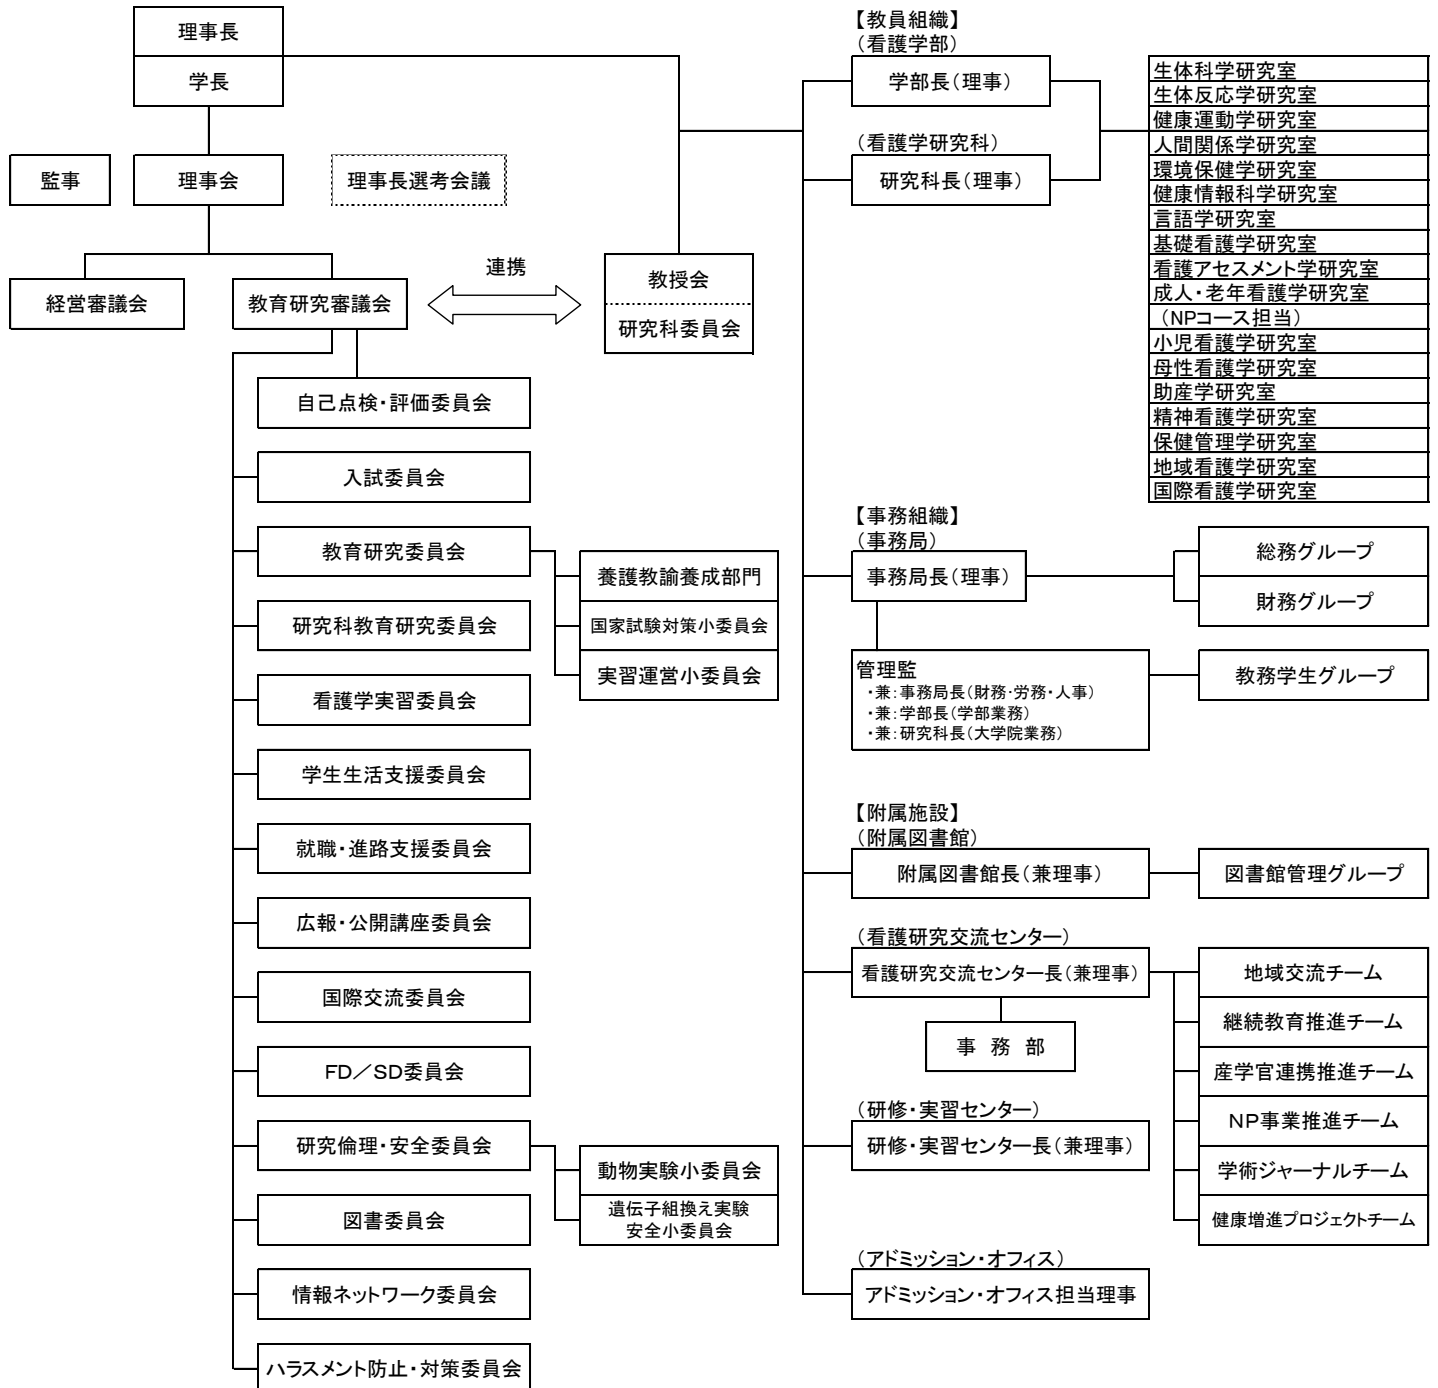 理事長
学長
監事
理事会
理事長選考会議
経営審議会
教育研究審議会
連携
教授会
研究科委員会
自己点検・評価委員会
入試委員会
教育研究委員会
養護教諭養成部門
国家試験対策小委員会
実習運営小委員会
研究科教育研究委員会
看護学実習委員会
学生生活支援委員会
就職・進路支援委員会
広報・公開講座委員会
国際交流委員会
FD／SD委員会
研究倫理・安全委員会
動物実験小委員会
遺伝子組換え実験
安全小委員会
図書委員会
情報ネットワーク委員会
ハラスメント防止・対策委員会
【教員組織】
（看護学部）
学部長（理事）
（看護学研究科）
研究科長（理事）
生体科学研究室
生体反応学研究室
健康運動学研究室
人間関係学研究室
環境保健学研究室
健康情報科学研究室
言語学研究室
基礎看護学研究室
看護アセスメント学研究室
成人・老年看護学研究室
（NPコース担当）
小児看護学研究室
母性看護学研究室
助産学研究室
精神看護学研究室
保健管理学研究室
地域看護学研究室
国際看護学研究室
【事務組織】
（事務局）
事務局長（理事）
総務グループ
財務グループ
管理監
・兼：事務局長（財務・労務・人事）
・兼：学部長（学部業務）
・兼：研究科長（大学院業務）
教務学生グループ
【附属施設】
（附属図書館）
附属図書館長（兼理事）
図書館管理グループ
（看護研究交流センター）
看護研究交流センター長（兼理事）
事　務　部
地域交流チーム
継続教育推進チーム
産学官連携推進チーム
NP事業推進チーム
学術ジャーナルチーム
健康増進プロジェクトチーム
（研修・実習センター）
研修・実習センター長（兼理事）
（アドミッション・オフィス）
アドミッション・オフィス担当理事